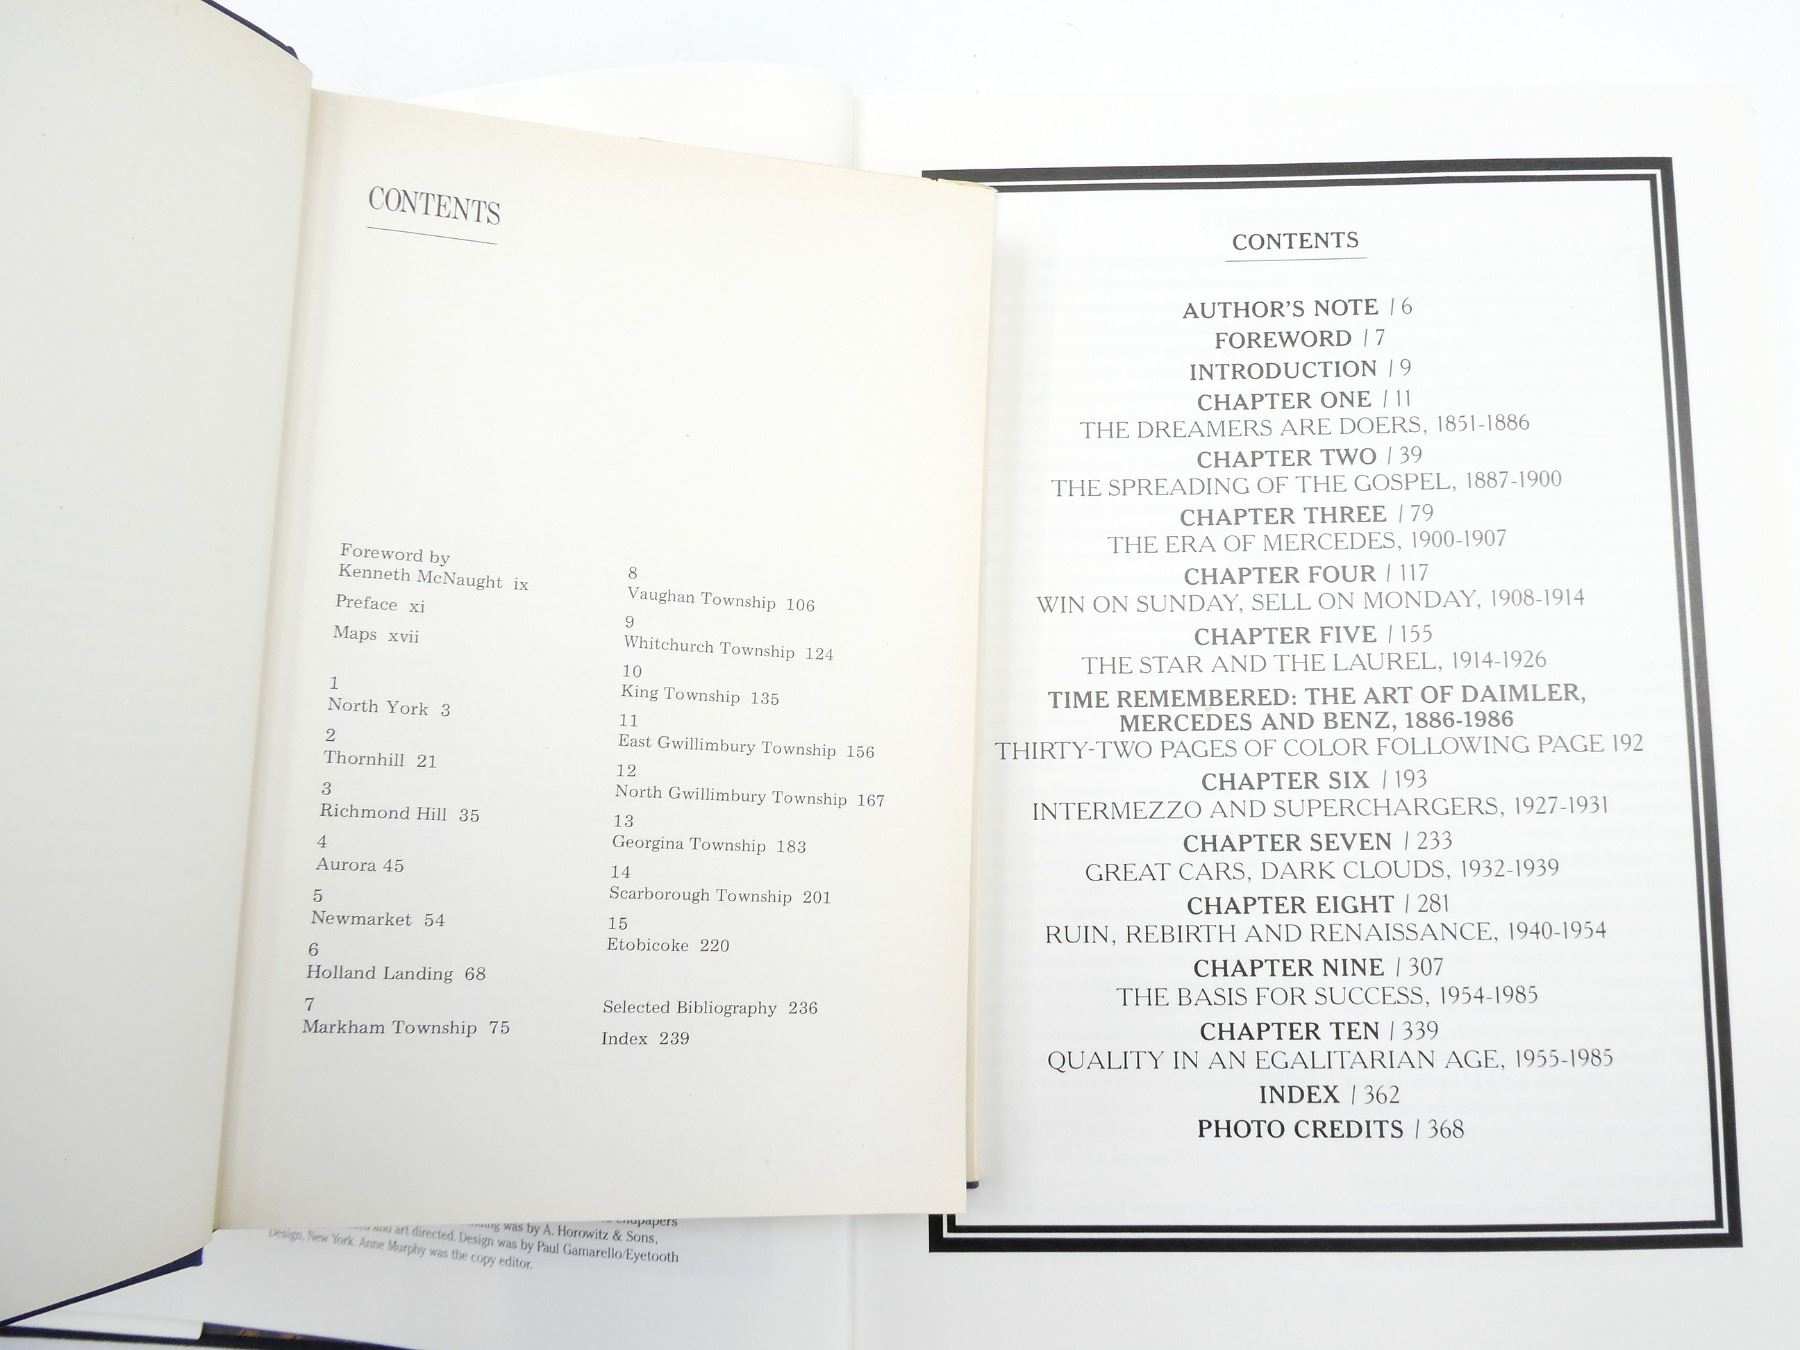 CONTENTS
Foreword by
Kenneth McNaught ix
Preface xi
Maps xvii
1
North York 3
2
Thornhill 21
3
Richmond Hill 35
4
Aurora 45
5
Newmarket 54
6
Holland Landing 68
7
Markham Township 75
8
Vaughan Township 106
9
Whitchurch Township 124
10
King Township 135
11
East Gwillimbury Township 156
12
North Gwillimbury Township 167
13
Georgina Township 183
14
Scarborough Township 201
15
Etobicoke 220
Selected Bibliography 236
Index 239
endpapers
and art directed. Design was by A. Horowitz & Sons,
Design, New York. Anne Murphy was the copy editor.
was by Paul Gamarello/Eyetooth
CONTENTS
AUTHOR'S NOTE / 6
FOREWORD / 7
INTRODUCTION / 9
CHAPTER ONE / 11
THE DREAMERS ARE DOERS, 1851-1886
CHAPTER TWO / 39
THE SPREADING OF THE GOSPEL, 1887-1900
CHAPTER THREE / 79
THE ERA OF MERCEDES, 1900-1907
CHAPTER FOUR / 117
WIN ON SUNDAY, SELL ON MONDAY, 1908-1914
CHAPTER FIVE / 155
THE STAR AND THE LAUREL, 1914-1926
TIME REMEMBERED: THE ART OF DAIMLER,
MERCEDES AND BENZ, 1886-1986
THIRTY-TWO PAGES OF COLOR FOLLOWING PAGE 192
CHAPTER SIX / 193
INTERMEZZO AND SUPERCHARGERS, 1927-1931
CHAPTER SEVEN / 233
GREAT CARS, DARK CLOUDS, 1932-1939
CHAPTER EIGHT / 281
RUIN, REBIRTH AND RENAISSANCE, 1940-1954
CHAPTER NINE / 307
THE BASIS FOR SUCCESS, 1954-1985
CHAPTER TEN / 339
QUALITY IN AN EGALITARIAN AGE, 1955-1985
INDEX / 362
PHOTO CREDITS / 368